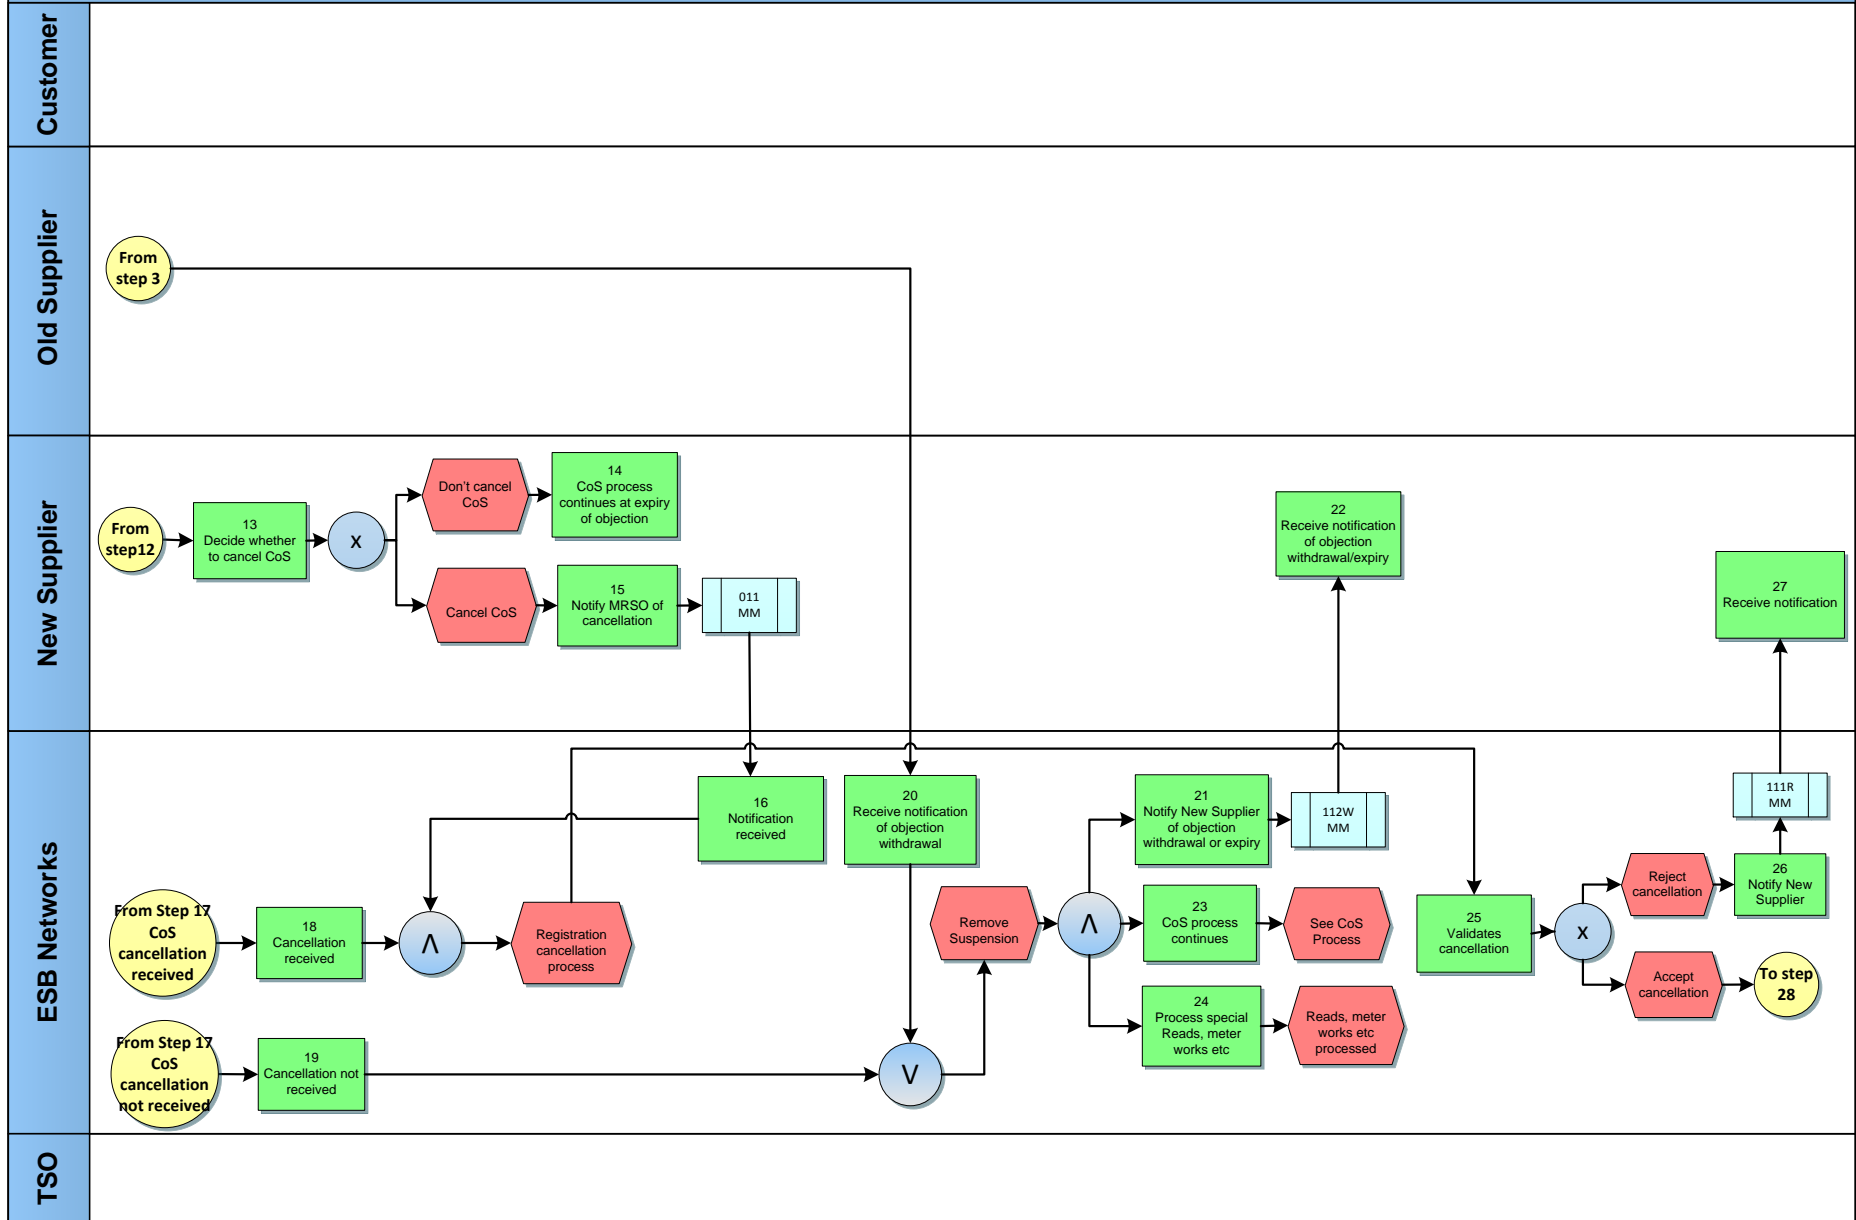 Customer
Old Supplier
From
step 3
New Supplier
From
step12
13
Decide whether
to cancel CoS
x
Don't cancel
CoS
14
CoS process
continues at expiry
of objection
Cancel CoS
15
Notify MRSO of
cancellation
011
MM
22
Receive notification
of objection
withdrawal/expiry
27
Receive notification
ESB Networks
16
Notification
received
20
Receive notification
of objection
withdrawal
21
Notify New Supplier
of objection
withdrawal or expiry
112W
MM
111R
MM
From Step 17
CoS
cancellation
received
18
Cancellation
received
Λ
Registration
cancellation
process
Remove
Suspension
Λ
23
CoS process
continues
See CoS
Process
25
Validates
cancellation
x
Reject
cancellation
26
Notify New
Supplier
Accept
cancellation
To step
28
24
Process special
Reads, meter
works etc
Reads, meter
works etc
processed
From Step 17
CoS
cancellation
not received
19
Cancellation not
received
V
TSO